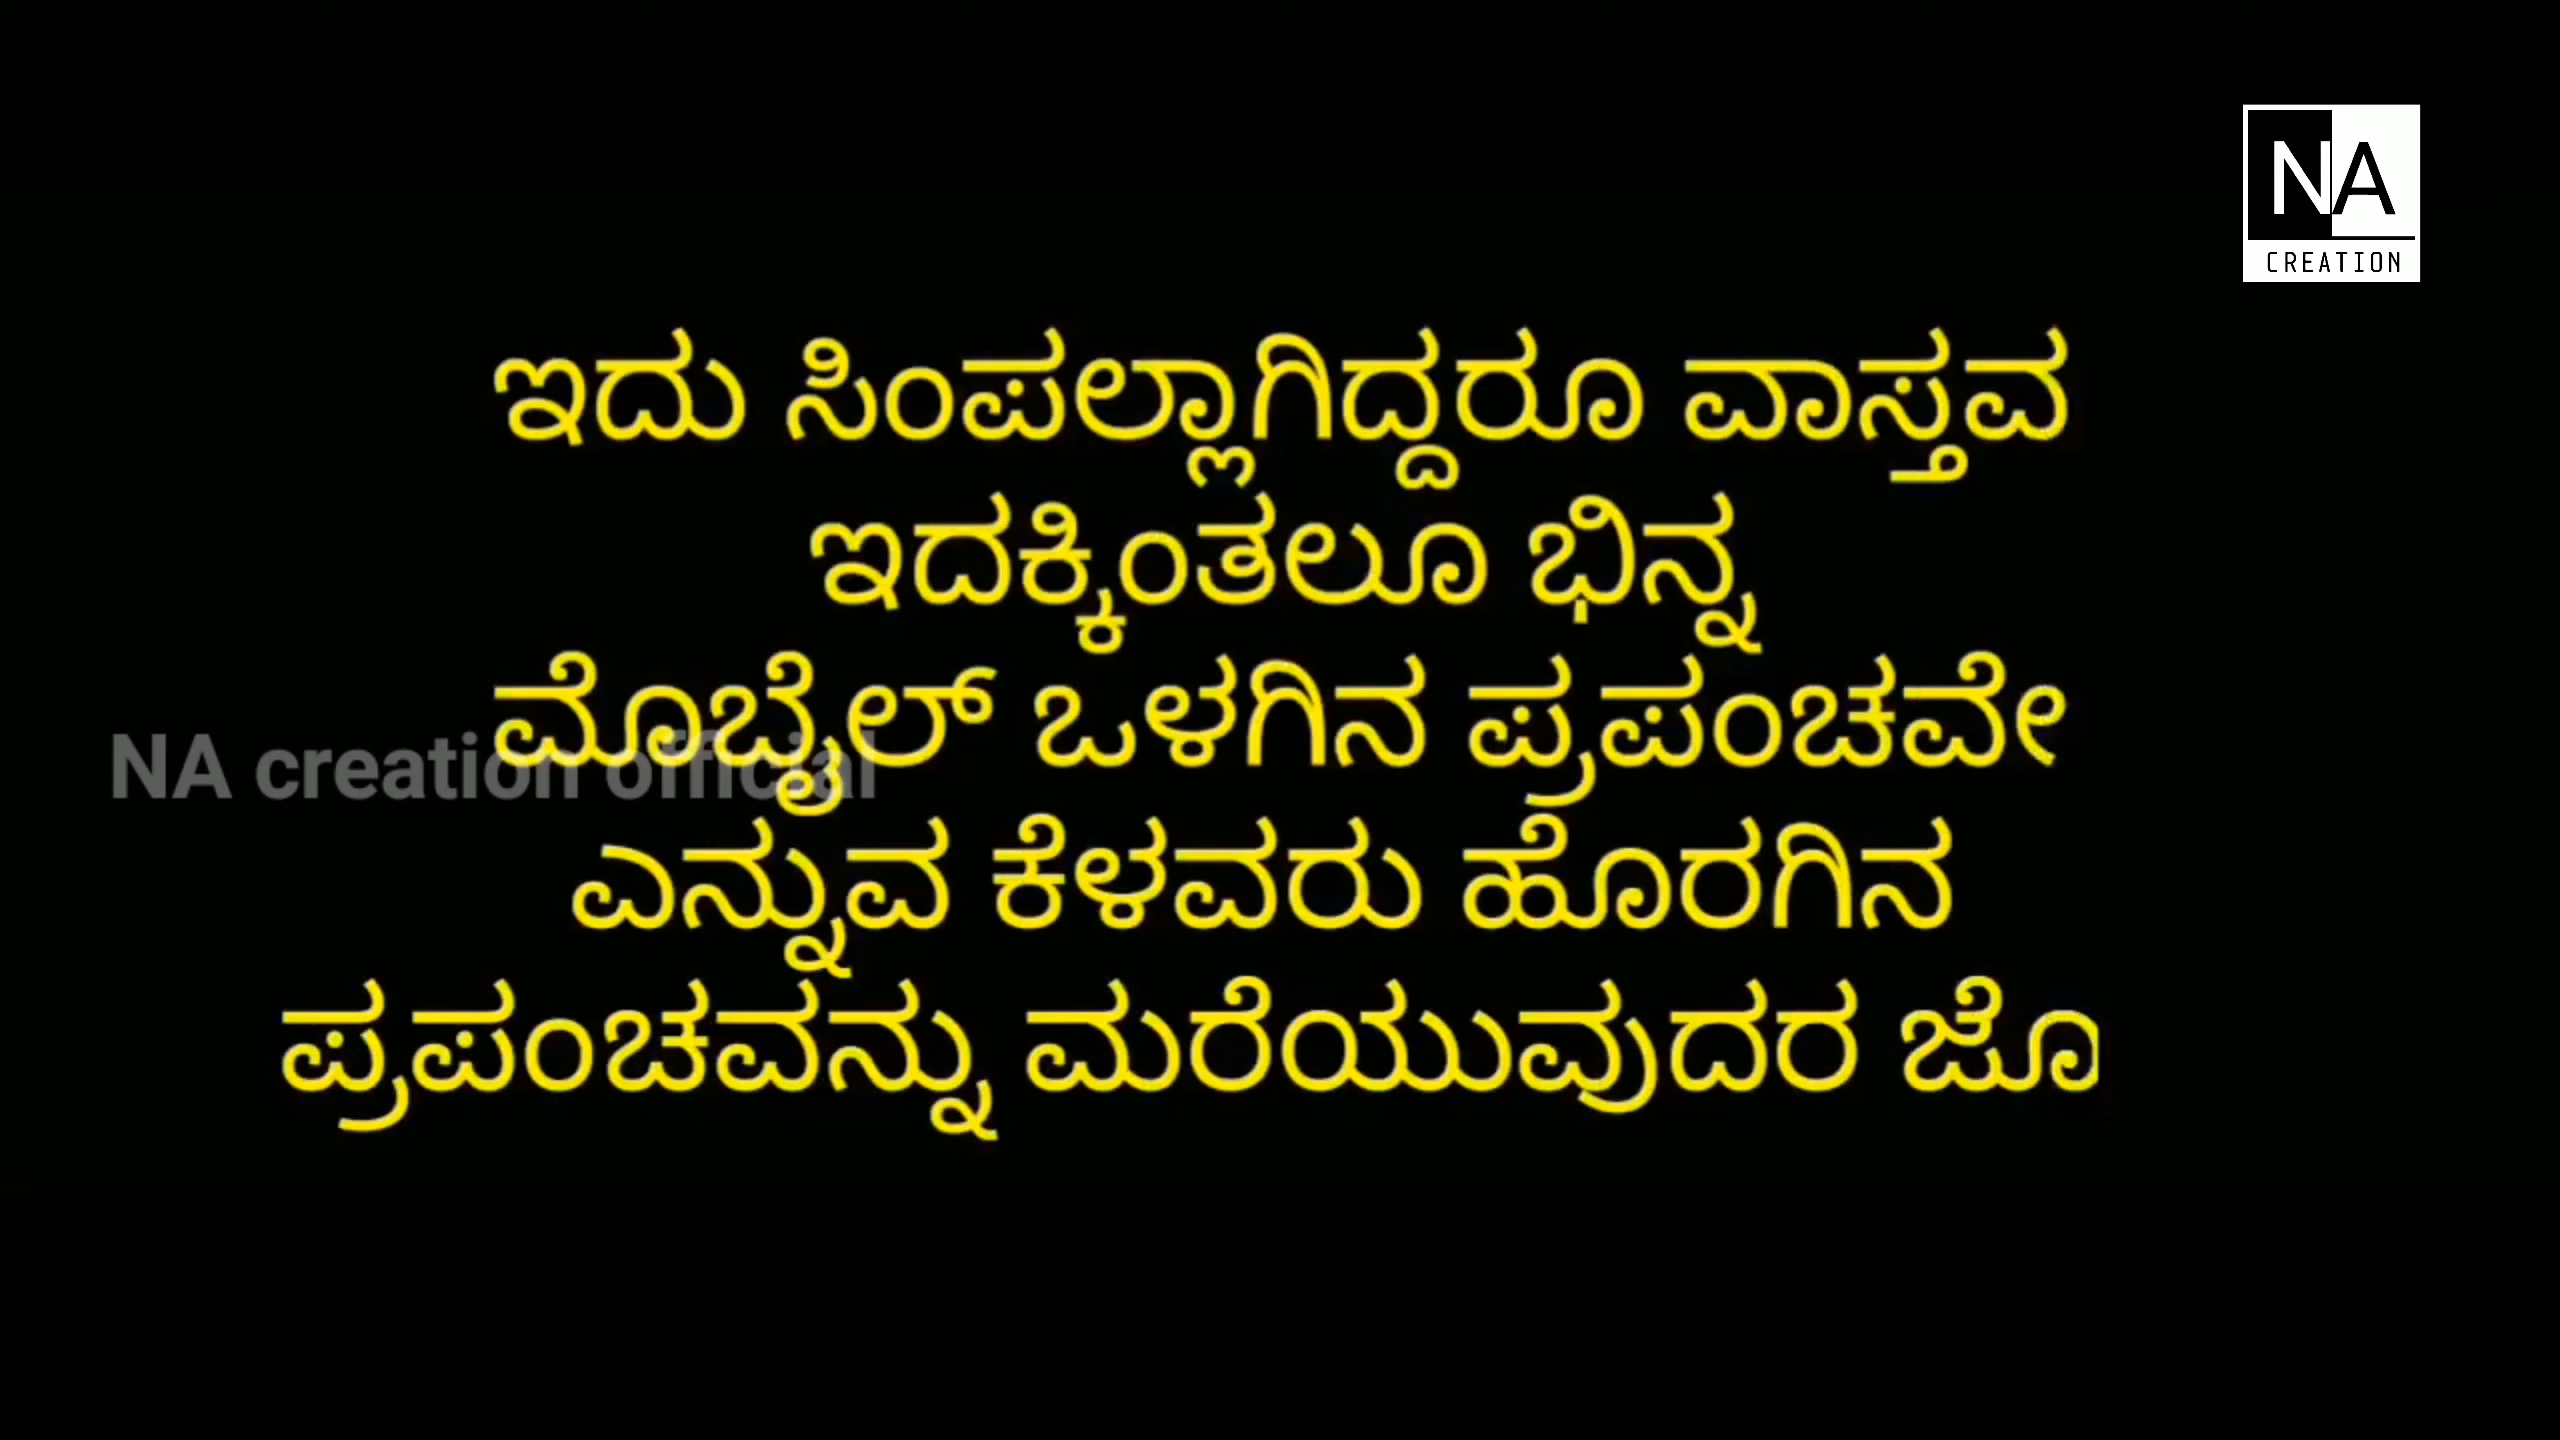 NA
CREATION
ಇದು ಸಿಂಪಲ್ಲಾಗಿದ್ದರೂ ವಾಸ್ತವ
ಇದಕ್ಕಿಂತಲೂ ಭಿನ್ನ
ಮೊಬೈಲ್ ಒಳಗಿನ ಪ್ರಪಂಚವೇ
NA creation official
ಎನ್ನುವ ಕೆಳವರು ಹೊರಗಿನ
ಪ್ರಪಂಚವನ್ನು ಮರೆಯುವುದರ ಜೊ